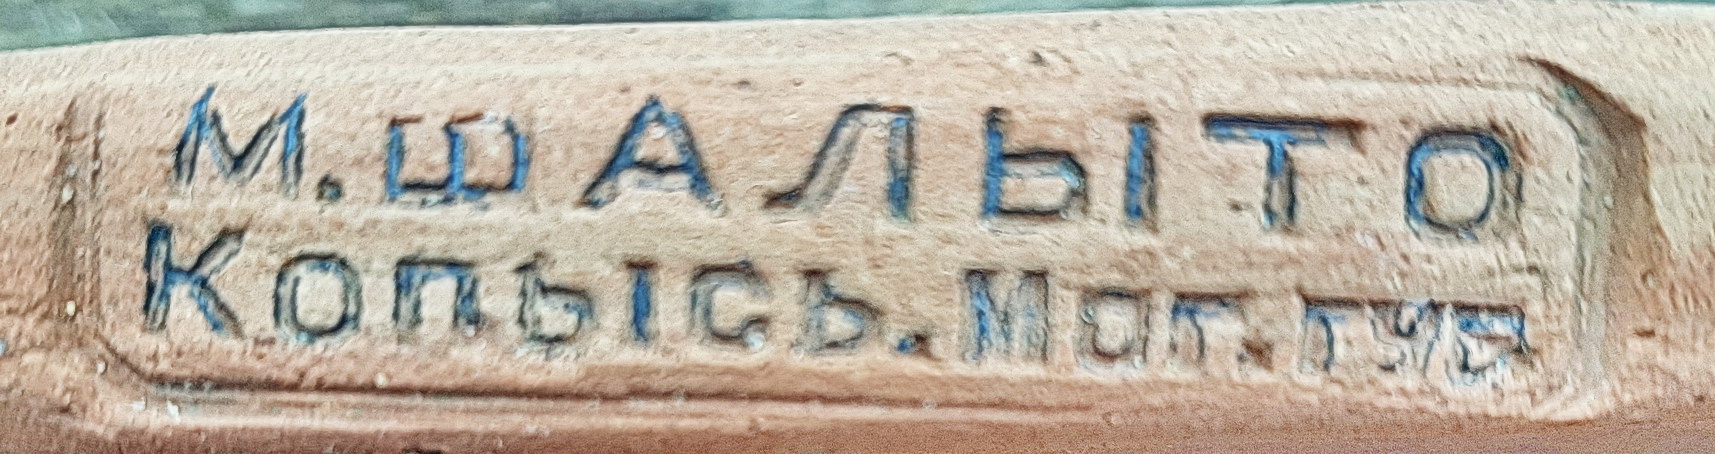 М. ШАЛЫТО
Копысь. Мог. губ